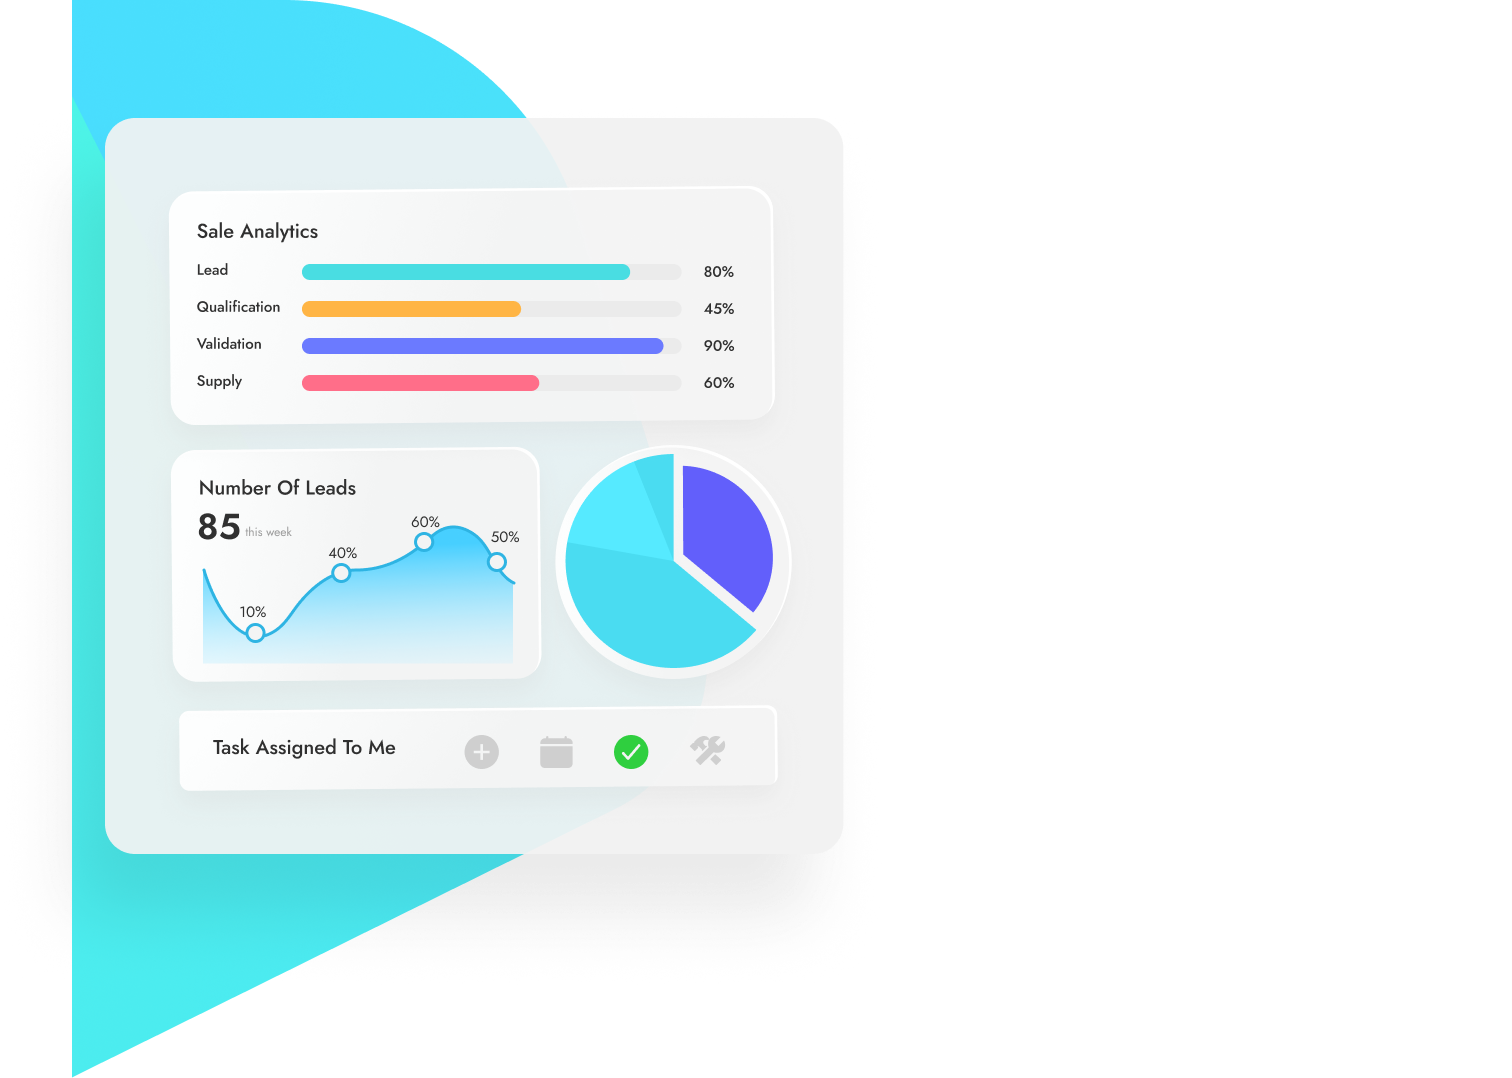 Sale Analytics
Lead 80%
Qualification 45%
Validation 90%
Supply 60%
Number Of Leads
85 this week
60%
50%
40%
10%
Task Assigned To Me